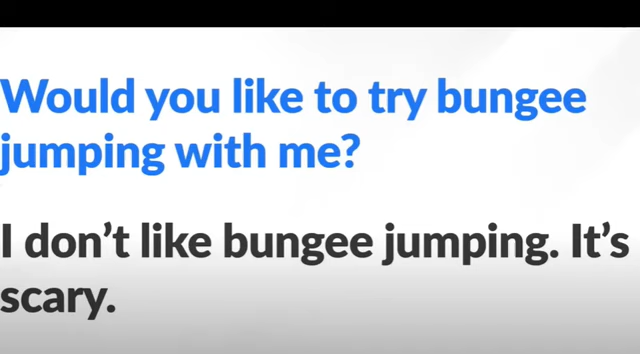 Would you like to try bungee
jumping with me?
I don't like bungee jumping. It's
scary.